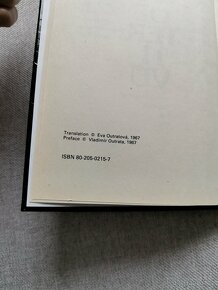 Translation © Eva Outratová, 1967
Preface © Vladimír Outrata, 1967
ISBN 80-205-0215-7